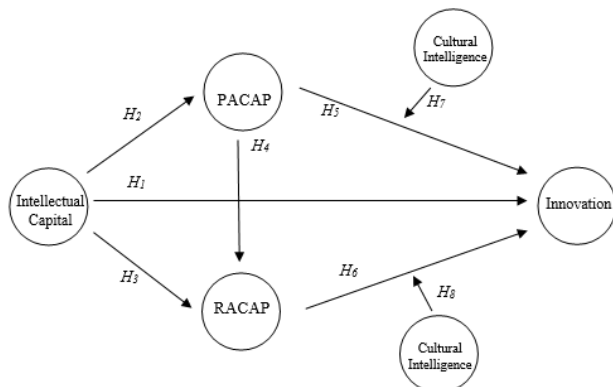 Cultural
Intelligence
H7
PACAP
H5
H2
H4
H1
Intellectual
Capital
Innovation
H3
H6
RACAP
H8
Cultural
Intelligence